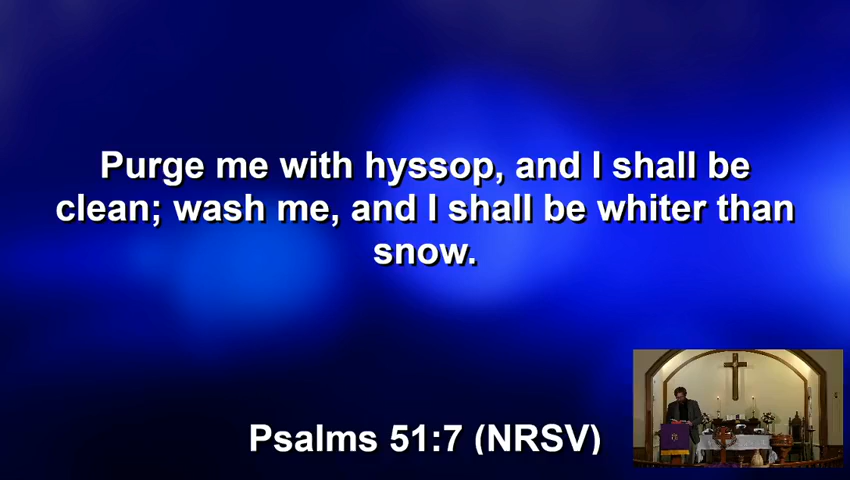 Purge me with hyssop, and I shall be
clean; wash me, and I shall be whiter than
snow.
Psalms 51:7 (NRSV)